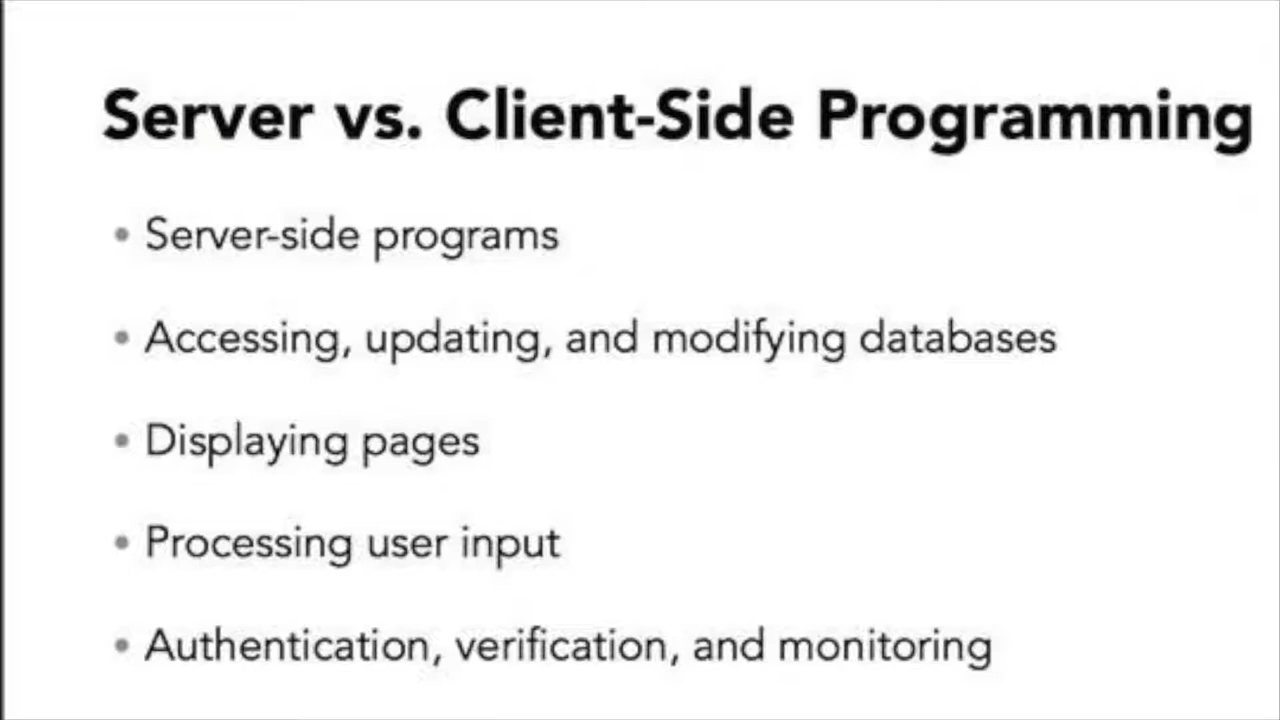 Server vs. Client-Side Programming
• Server-side programs
• Accessing, updating, and modifying databases
• Displaying pages
• Processing user input
• Authentication, verification, and monitoring